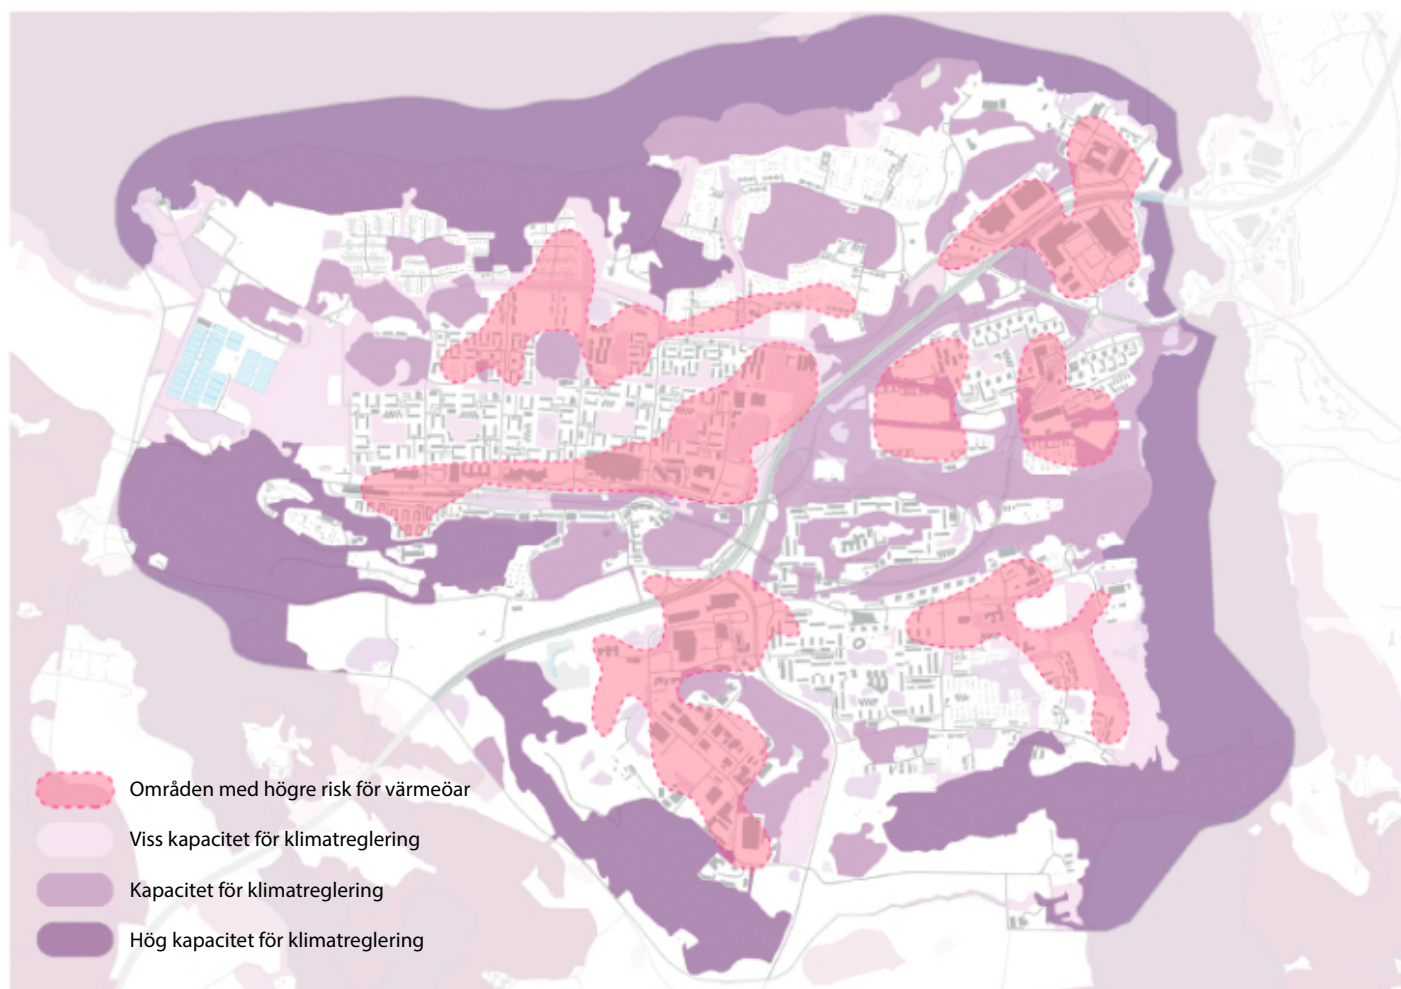 Områden med högre risk för värmeöar
Viss kapacitet för klimatreglering
Kapacitet för klimatreglering
Hög kapacitet för klimatreglering